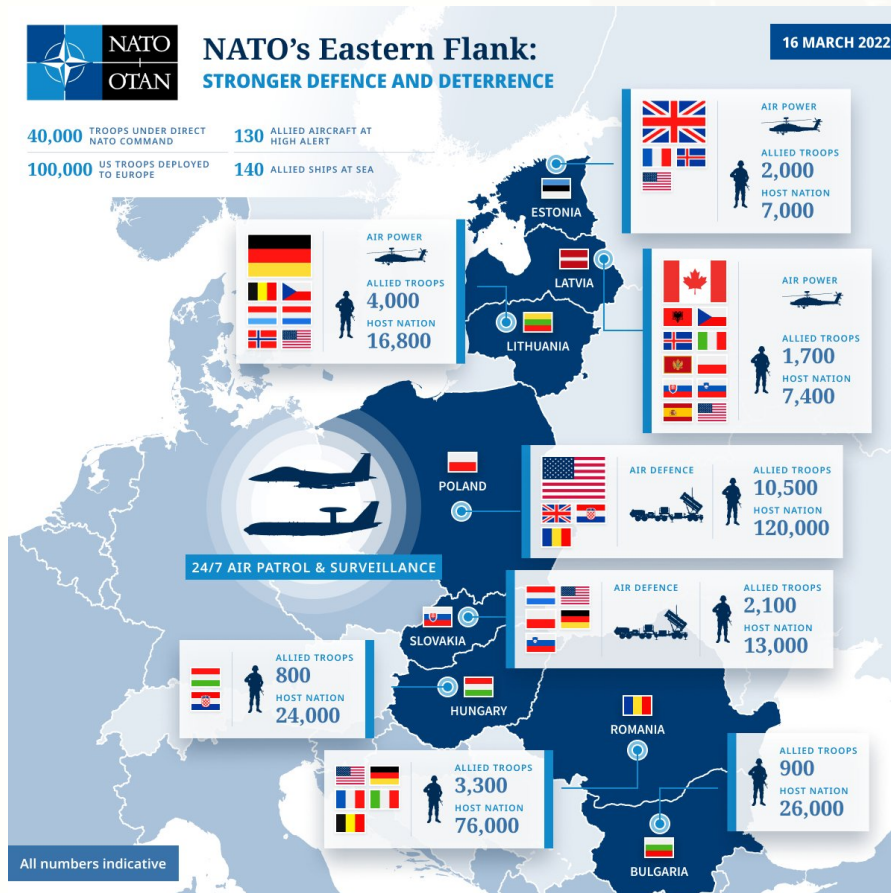 NATO
OTAN
NATO's Eastern Flank:
STRONGER DEFENCE AND DETERRENCE
16 MARCH 2022
40,000 TROOPS UNDER DIRECT
NATO COMMAND
130 ALLIED AIRCRAFT AT
HIGH ALERT
100,000 US TROOPS DEPLOYED
TO EUROPE
140 ALLIED SHIPS AT SEA
AIR POWER
ALLIED TROOPS
2,000
HOST NATION
7,000
ESTONIA
AIR POWER
ALLIED TROOPS
4,000
HOST NATION
16,800
LATVIA
LITHUANIA
AIR POWER
ALLIED TROOPS
1,700
HOST NATION
7,400
POLAND
AIR DEFENCE
ALLIED TROOPS
10,500
HOST NATION
120,000
24/7 AIR PATROL & SURVEILLANCE
SLOVAKIA
AIR DEFENCE
ALLIED TROOPS
2,100
HOST NATION
13,000
ALLIED TROOPS
800
HOST NATION
24,000
HUNGARY
ROMANIA
ALLIED TROOPS
3,300
HOST NATION
76,000
ALLIED TROOPS
900
HOST NATION
26,000
BULGARIA
All numbers indicative